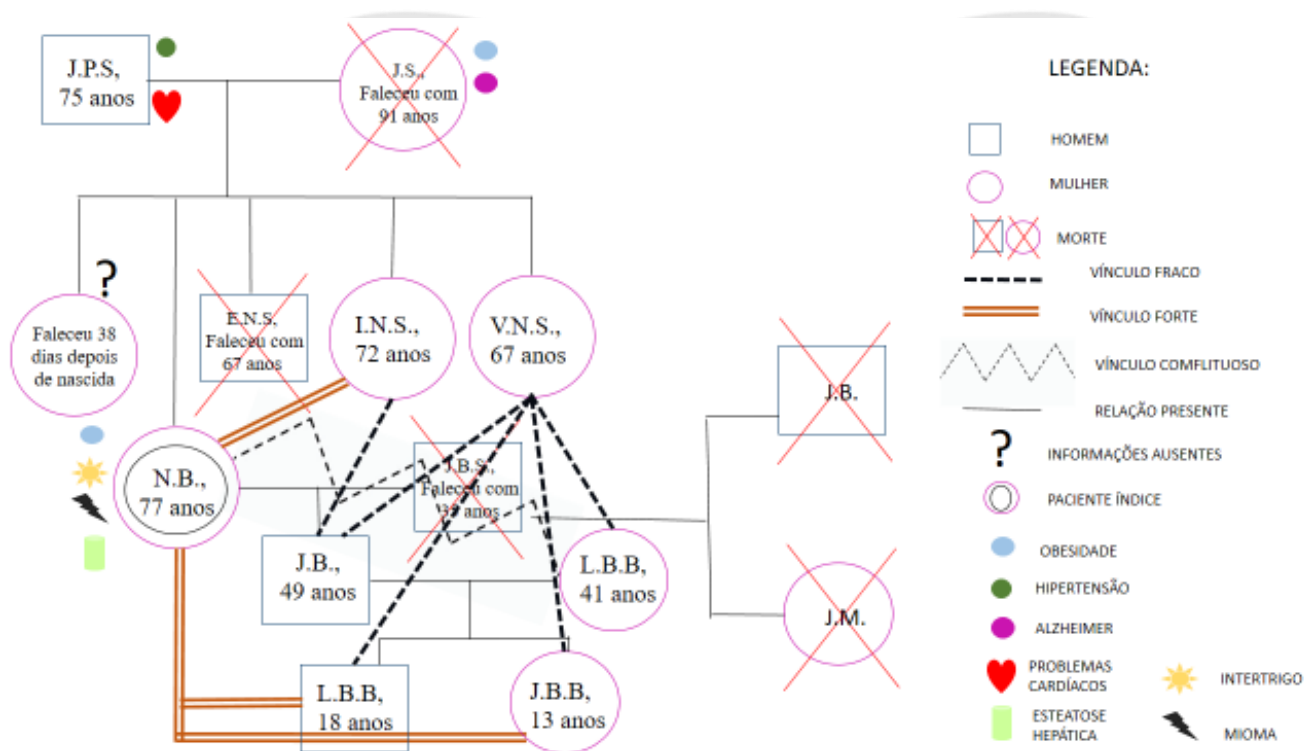 J.P.S,
75 anos
J.S.,
Faleceu com
91 anos
?
Faleceu 38
dias depois
de nascida
E.N.S,
Faleceu com
67 anos
I.N.S.,
72 anos
V.N.S.,
67 anos
N.B.,
77 anos
J.B.S.,
Faleceu com
anos
J.B.
J.B.,
49 anos
L.B.B,
41 anos
J.M.
L.B.B,
18 anos
J.B.B,
13 anos
LEGENDA:
HOMEM
MULHER
MORTE
VÍNCULO FRACO
VÍNCULO FORTE
VÍNCULO COMFLITUOSO
RELAÇÃO PRESENTE
?
INFORMAÇÕES AUSENTES
PACIENTE ÍNDICE
OBESIDADE
HIPERTENSÃO
ALZHEIMER
PROBLEMAS
CARDÍACOS
INTERTRIGO
ESTEATOSE
HEPÁTICA
MIOMA